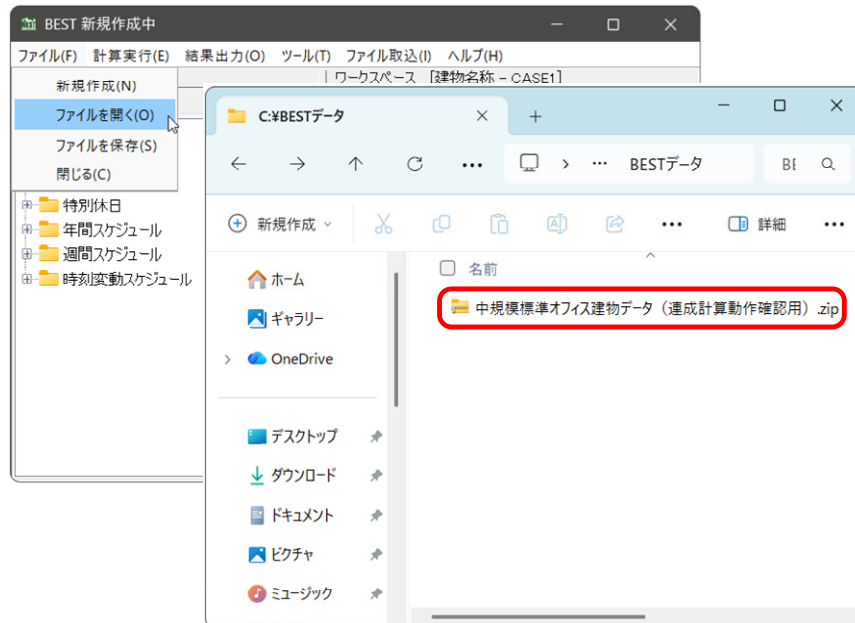 BEST 新規作成中
ファイル(F) 計算実行(E) 結果出力(O) ツール(T) ファイル取込(I) ヘルプ(H)
ワークスペース [建物名称 - CASE1]
新規作成(N)
ファイルを開く(O)
ファイルを保存(S)
閉じる(C)
特別休日
年間スケジュール
週間スケジュール
時刻変動スケジュール
C:¥BESTデータ
BESTデータ
BE
新規作成
詳細
名前
ホーム
ギャラリー
OneDrive
中規模標準オフィス建物データ（連成計算動作確認用）.zip
デスクトップ
ダウンロード
ドキュメント
ピクチャ
ミュージック